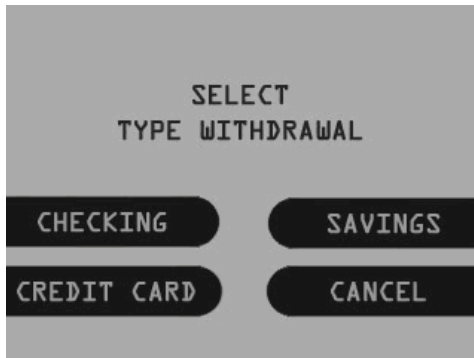 SELECT
TYPE WITHDRAWAL
CHECKING
SAVINGS
CREDIT CARD
CANCEL